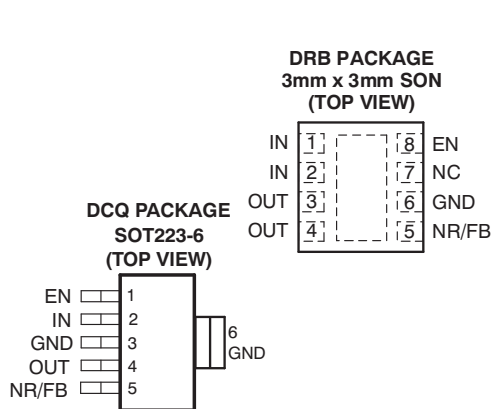 DRB PACKAGE
3mm x 3mm SON
(TOP VIEW)
IN 1 8 EN
IN 2 7 NC
OUT 3 6 GND
OUT 4 5 NR/FB
DCQ PACKAGE
SOT223-6
(TOP VIEW)
EN 1
IN 2
GND 3
OUT 4
NR/FB 5
6
GND